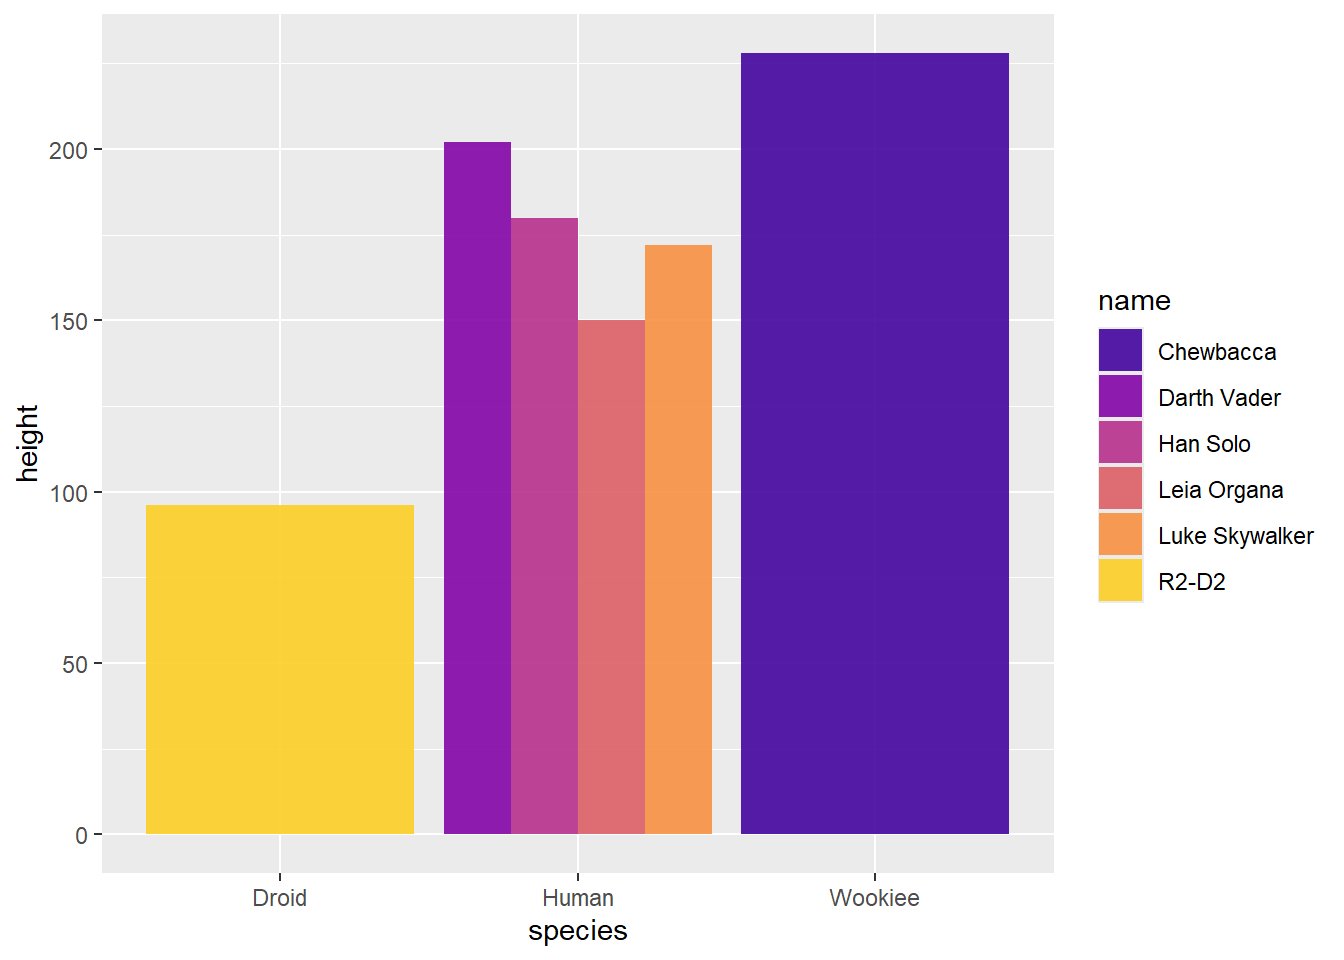 height
200
150
100
50
0
Droid
Human
Wookiee
species
name
Chewbacca
Darth Vader
Han Solo
Leia Organa
Luke Skywalker
R2-D2